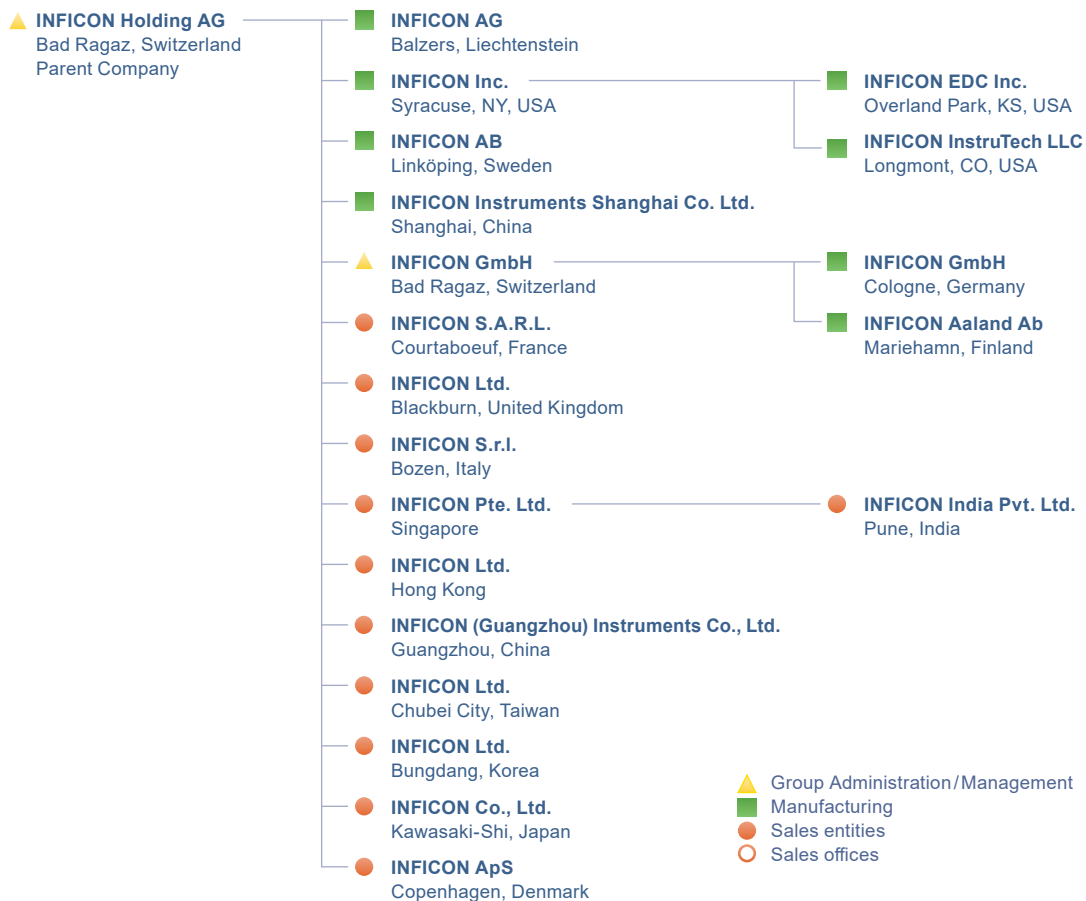 INFICON Holding AG
Bad Ragaz, Switzerland
Parent Company
INFICON AG
Balzers, Liechtenstein
INFICON Inc.
Syracuse, NY, USA
INFICON EDC Inc.
Overland Park, KS, USA
INFICON InstruTech LLC
Longmont, CO, USA
INFICON AB
Linköping, Sweden
INFICON Instruments Shanghai Co. Ltd.
Shanghai, China
INFICON GmbH
Bad Ragaz, Switzerland
INFICON GmbH
Cologne, Germany
INFICON Aaland Ab
Mariehamn, Finland
INFICON S.A.R.L.
Courtaboeuf, France
INFICON Ltd.
Blackburn, United Kingdom
INFICON S.r.l.
Bozen, Italy
INFICON Pte. Ltd.
Singapore
INFICON India Pvt. Ltd.
Pune, India
INFICON Ltd.
Hong Kong
INFICON (Guangzhou) Instruments Co., Ltd.
Guangzhou, China
INFICON Ltd.
Chubei City, Taiwan
INFICON Ltd.
Bungdang, Korea
INFICON Co., Ltd.
Kawasaki-Shi, Japan
INFICON ApS
Copenhagen, Denmark
Group Administration/Management
Manufacturing
Sales entities
Sales offices